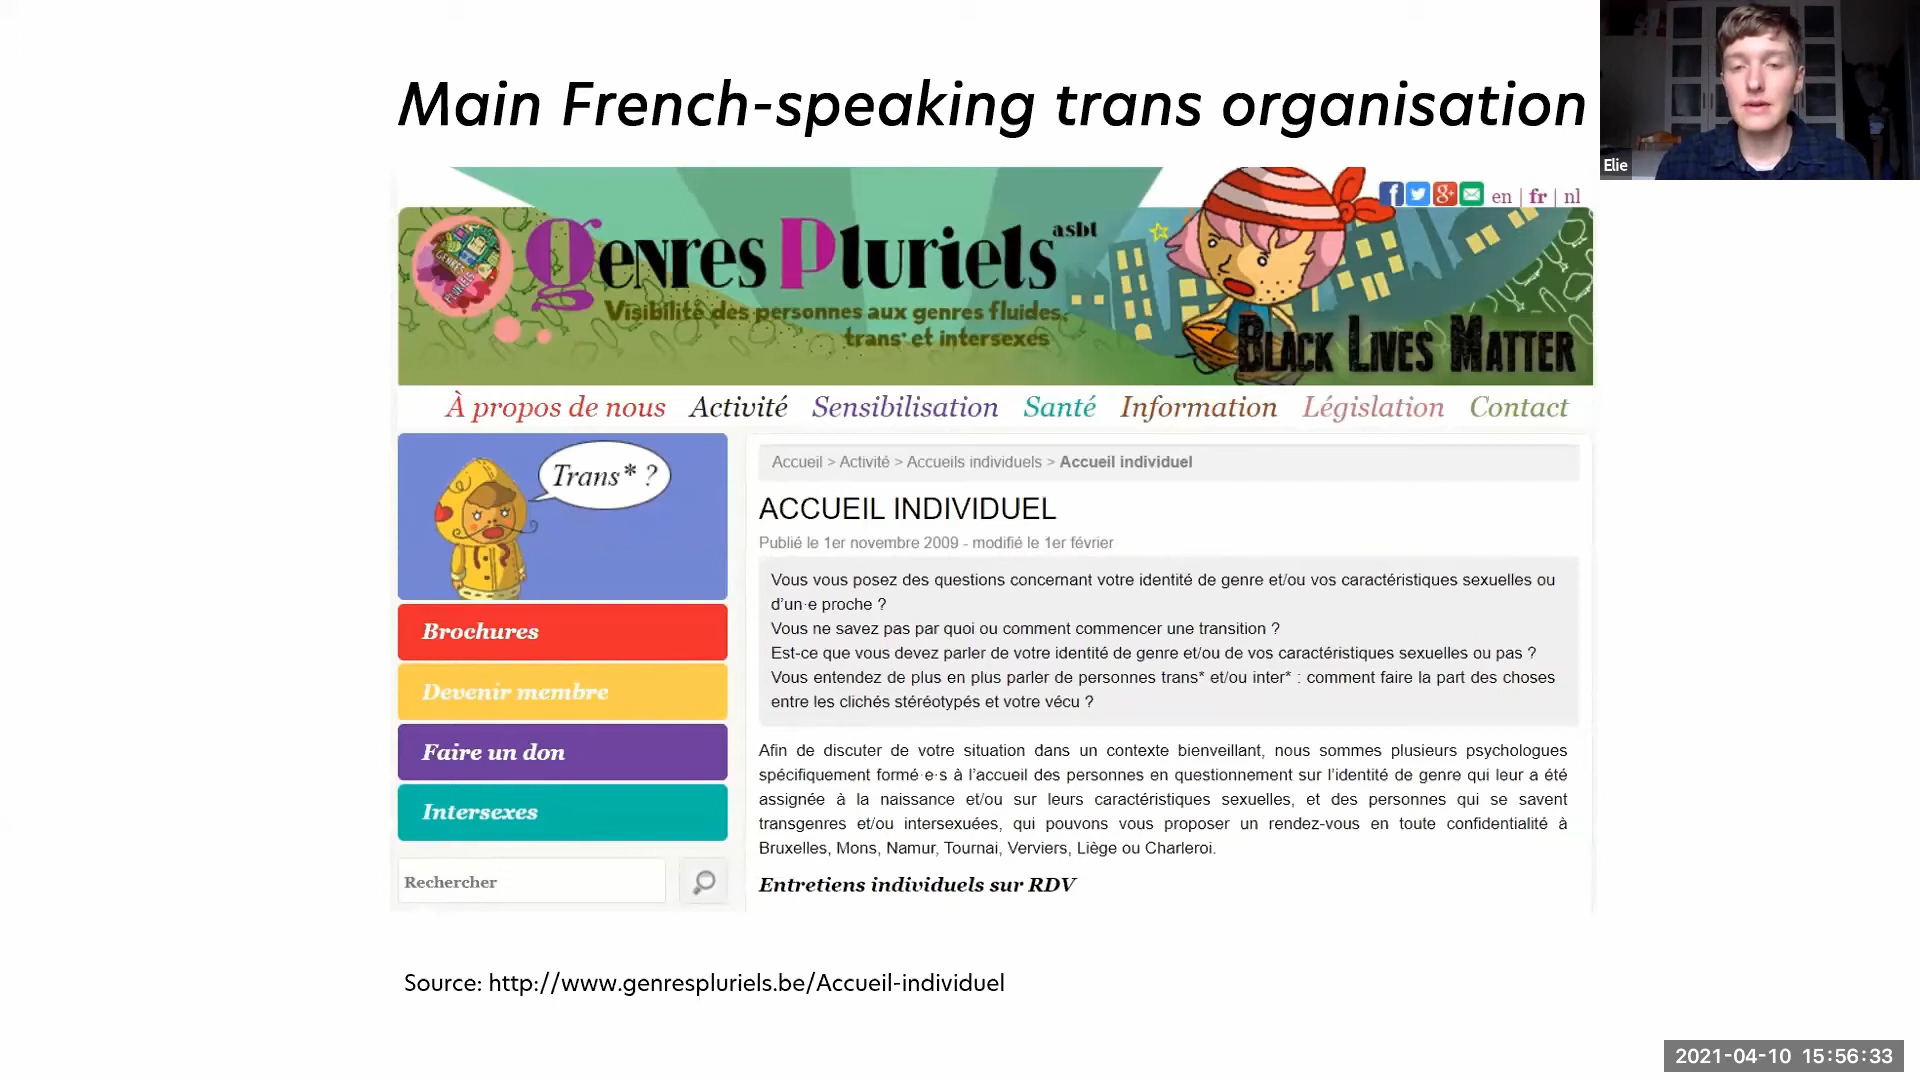 Main French-speaking trans organisation
Elie
en | fr | nl
GENRES PLURIELS
genres Pluriels asbl
Visibilité des personnes aux genres fluides,
trans* et intersexes
BLACK LIVES MATTER
À propos de nous Activité Sensibilisation Santé Information Législation Contact
Trans* ?
Brochures
Devenir membre
Faire un don
Intersexes
Rechercher
Accueil > Activité > Accueils individuels > Accueil individuel
ACCUEIL INDIVIDUEL
Publié le 1er novembre 2009 - modifié le 1er février
Vous vous posez des questions concernant votre identité de genre et/ou vos caractéristiques sexuelles ou
d’un·e proche ?
Vous ne savez pas par quoi ou comment commencer une transition ?
Est-ce que vous devez parler de votre identité de genre et/ou de vos caractéristiques sexuelles ou pas ?
Vous entendez de plus en plus parler de personnes trans* et/ou inter* : comment faire la part des choses
entre les clichés stéréotypés et votre vécu ?
Afin de discuter de votre situation dans un contexte bienveillant, nous sommes plusieurs psychologues
spécifiquement formé·e·s à l’accueil des personnes en questionnement sur l’identité de genre qui leur a été
assignée à la naissance et/ou sur leurs caractéristiques sexuelles, et des personnes qui se savent
transgenres et/ou intersexuées, qui pouvons vous proposer un rendez-vous en toute confidentialité à
Bruxelles, Mons, Namur, Tournai, Verviers, Liège ou Charleroi.
Entretiens individuels sur RDV
Source: http://www.genrespluriels.be/Accueil-individuel
2021-04-10 15:56:33